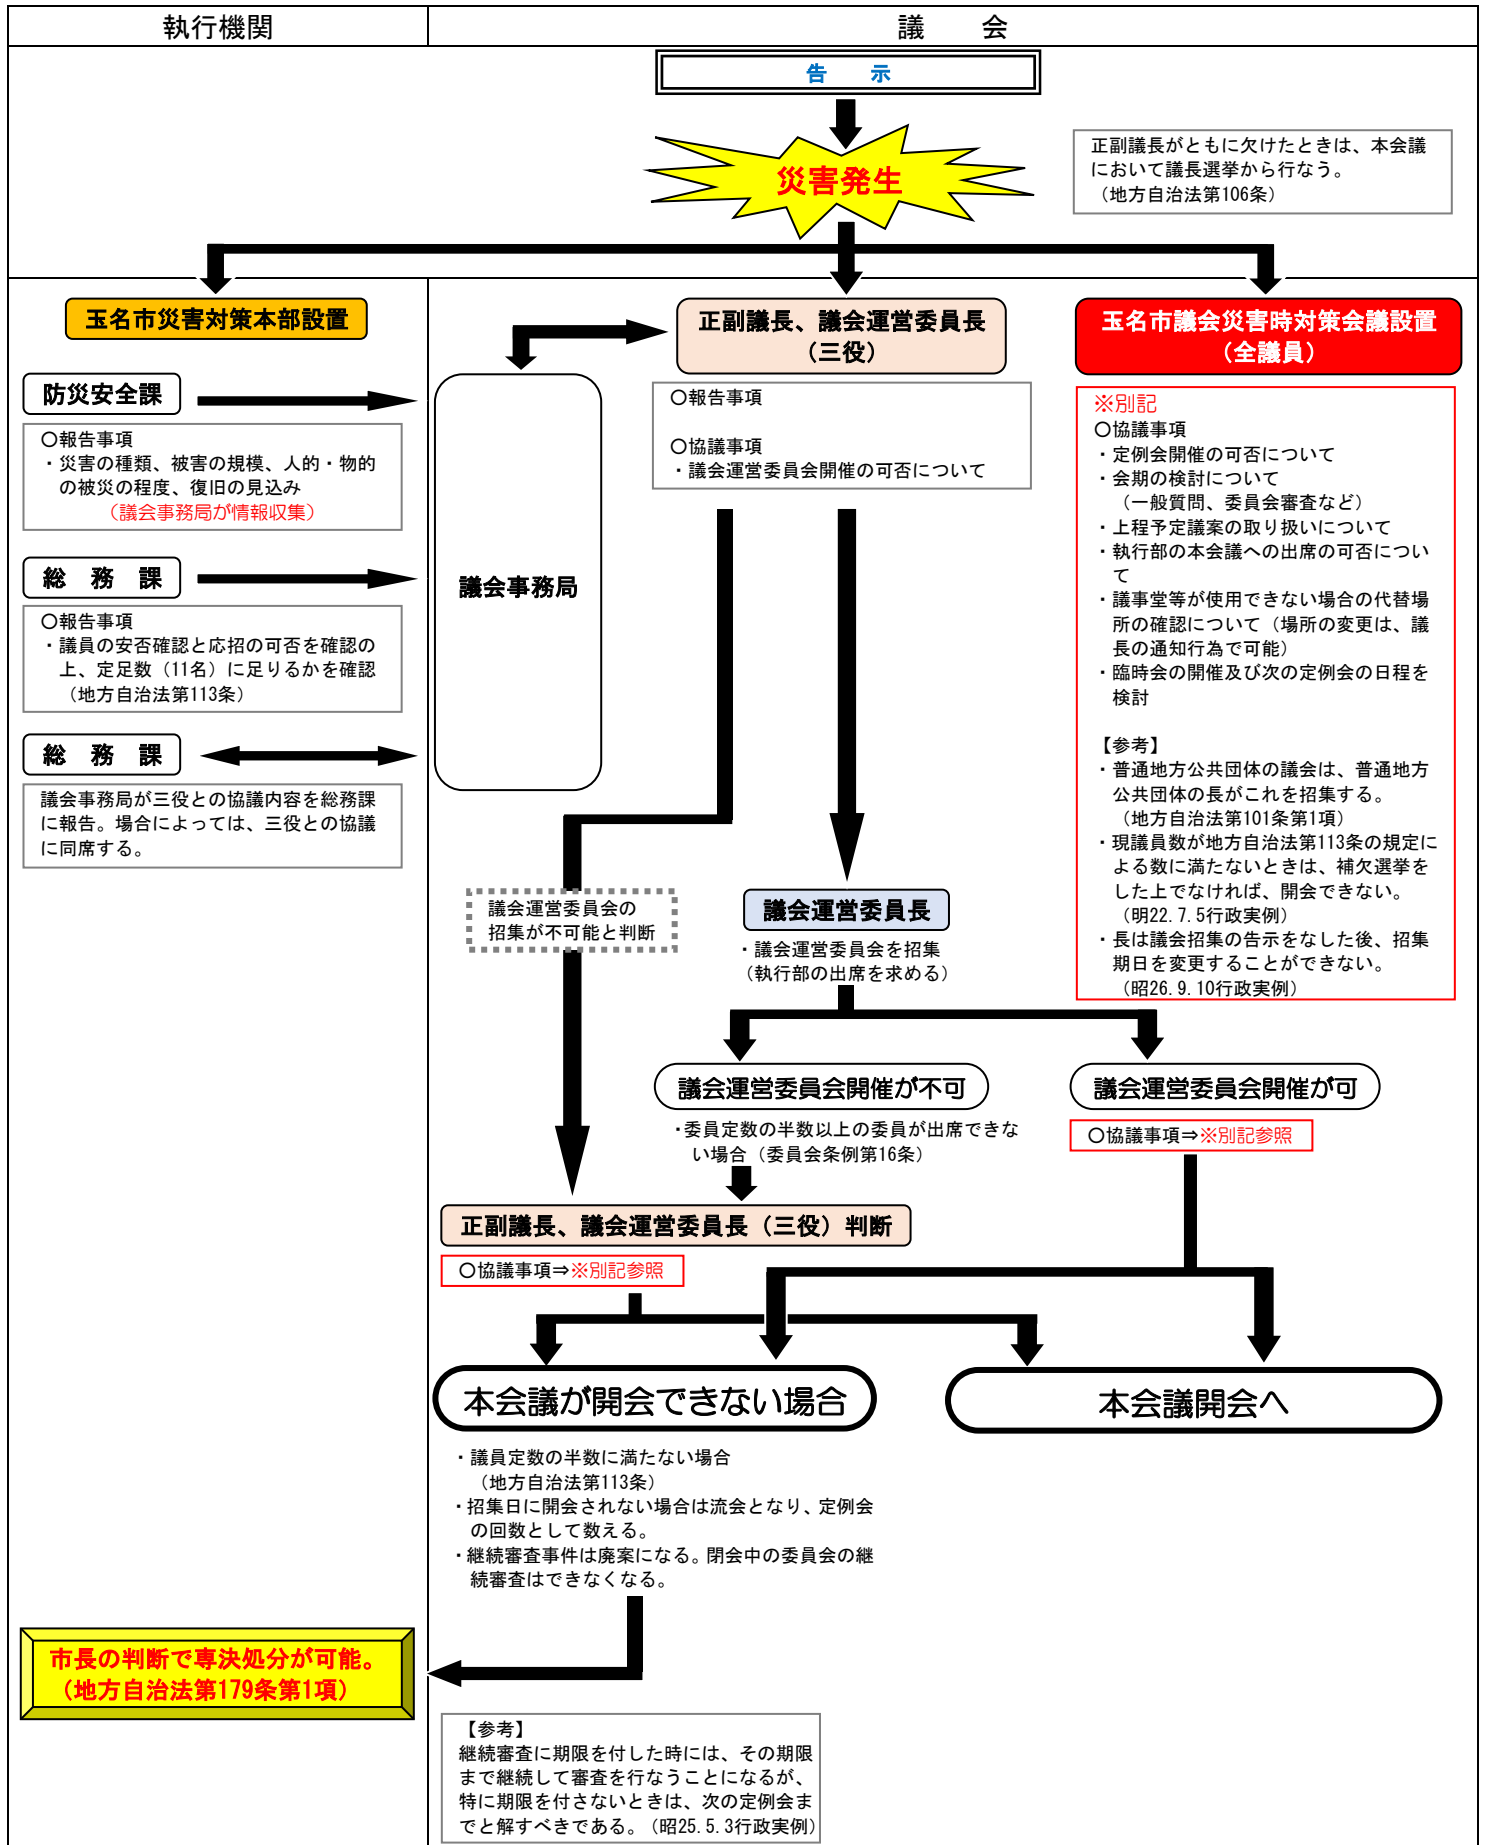 執行機関
議　会
告　示
災害発生
正副議長がともに欠けたときは、本会議
において議長選挙から行なう。
（地方自治法第106条）
玉名市災害対策本部設置
防災安全課
〇報告事項
・災害の種類、被害の規模、人的・物的
の被災の程度、復旧の見込み
（議会事務局が情報収集）
総　務　課
〇報告事項
・議員の安否確認と応招の可否を確認の
上、定足数（11名）に足りるかを確認
（地方自治法第113条）
総　務　課
議会事務局が三役との協議内容を総務課
に報告。場合によっては、三役との協議
に同席する。
議会事務局
正副議長、議会運営委員長
（三役）
〇報告事項
〇協議事項
・議会運営委員会開催の可否について
玉名市議会災害時対策会議設置
（全議員）
※別記
〇協議事項
・定例会開催の可否について
・会期の検討について
（一般質問、委員会審査など）
・上程予定議案の取り扱いについて
・執行部の本会議への出席の可否につい
て
・議事堂等が使用できない場合の代替場
所の確認について（場所の変更は、議
長の通知行為で可能）
・臨時会の開催及び次の定例会の日程を
検討
【参考】
・普通地方公共団体の議会は、普通地方
公共団体の長がこれを招集する。
（地方自治法第101条第1項）
・現議員数が地方自治法第113条の規定に
よる数に満たないときは、補欠選挙を
した上でなければ、開会できない。
（明22.7.5行政実例）
・長は議会招集の告示をなした後、招集
期日を変更することができない。
（昭26.9.10行政実例）
議会運営委員会の
招集が不可能と判断
議会運営委員長
・議会運営委員会を招集
（執行部の出席を求める）
議会運営委員会開催が不可
・委員定数の半数以上の委員が出席できな
い場合（委員会条例第16条）
議会運営委員会開催が可
〇協議事項⇒※別記参照
正副議長、議会運営委員長（三役）判断
〇協議事項⇒※別記参照
本会議が開会できない場合
・議員定数の半数に満たない場合
（地方自治法第113条）
・招集日に開会されない場合は流会となり、定例会
の回数として数える。
・継続審査事件は廃案になる。閉会中の委員会の継
続審査はできなくなる。
本会議開会へ
市長の判断で専決処分が可能。
（地方自治法第179条第1項）
【参考】
継続審査に期限を付した時には、その期限
まで継続して審査を行なうことになるが、
特に期限を付さないときは、次の定例会ま
でと解すべきである。（昭25.5.3行政実例）